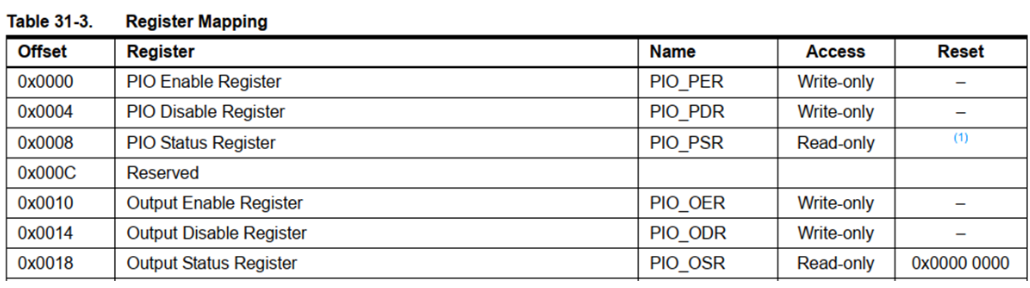 Table 31-3. Register Mapping
Offset Register Name Access Reset
0x0000 PIO Enable Register PIO_PER Write-only –
0x0004 PIO Disable Register PIO_PDR Write-only –
0x0008 PIO Status Register PIO_PSR Read-only (1)
0x000C Reserved
0x0010 Output Enable Register PIO_OER Write-only –
0x0014 Output Disable Register PIO_ODR Write-only –
0x0018 Output Status Register PIO_OSR Read-only 0x0000 0000